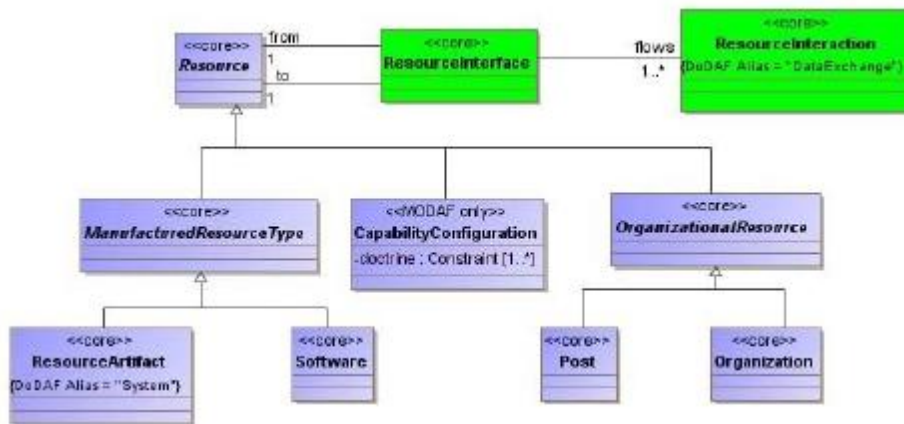 <<core>>
Resource
from
1
to
1
<<core>>
ResourceInterface
flows
1..*
<<core>>
ResourceInteraction
{DoDAF Alias = "DataExchange"}
<<core>>
ManufacturedResourceType
<<MODAF only>>
CapabilityConfiguration
-doctrine : Constraint [1..*]
<<core>>
OrganizationalResource
<<core>>
ResourceArtifact
{DoDAF Alias = "System"}
<<core>>
Software
<<core>>
Post
<<core>>
Organization